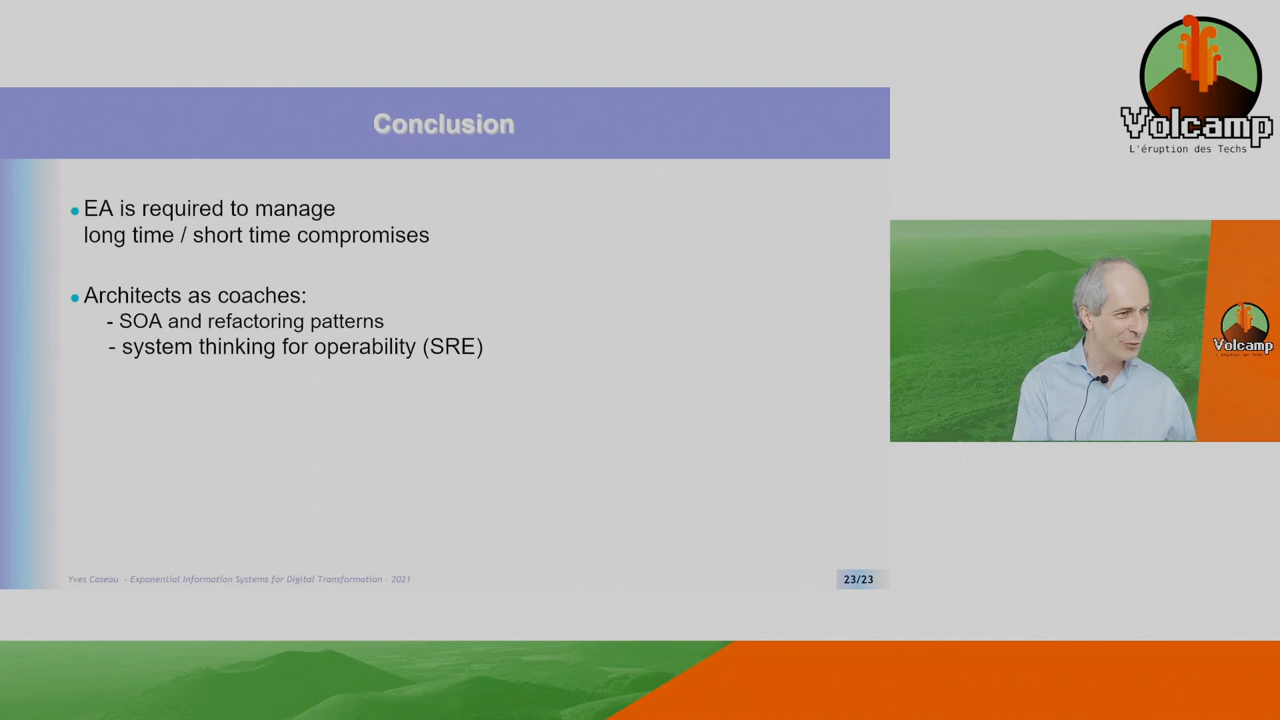 Conclusion
EA is required to manage
long time / short time compromises
Architects as coaches:
- SOA and refactoring patterns
- system thinking for operability (SRE)
Yves Caseau - Exponential Information Systems for Digital Transformation - 2021
23/23
Volcamp
L'éruption des Techs
Volcamp